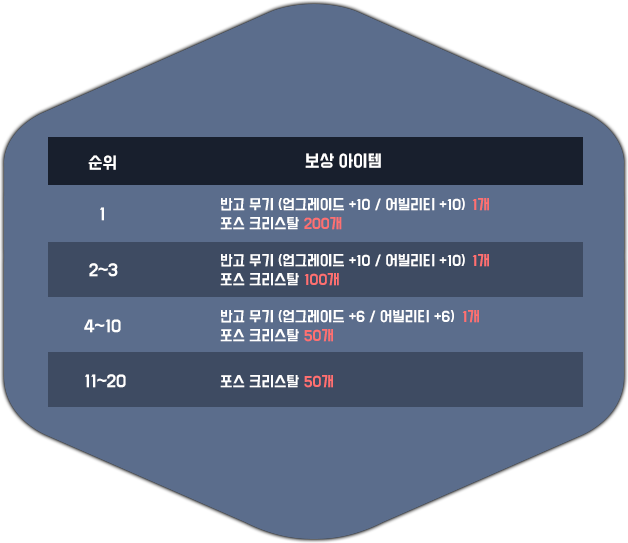 순위 보상 아이템
1 반고 무기 (업그레이드 +10 / 어빌리티 +10) 1개
포스 크리스탈 200개
2~3 반고 무기 (업그레이드 +10 / 어빌리티 +10) 1개
포스 크리스탈 100개
4~10 반고 무기 (업그레이드 +6 / 어빌리티 +6) 1개
포스 크리스탈 50개
11~20 포스 크리스탈 50개